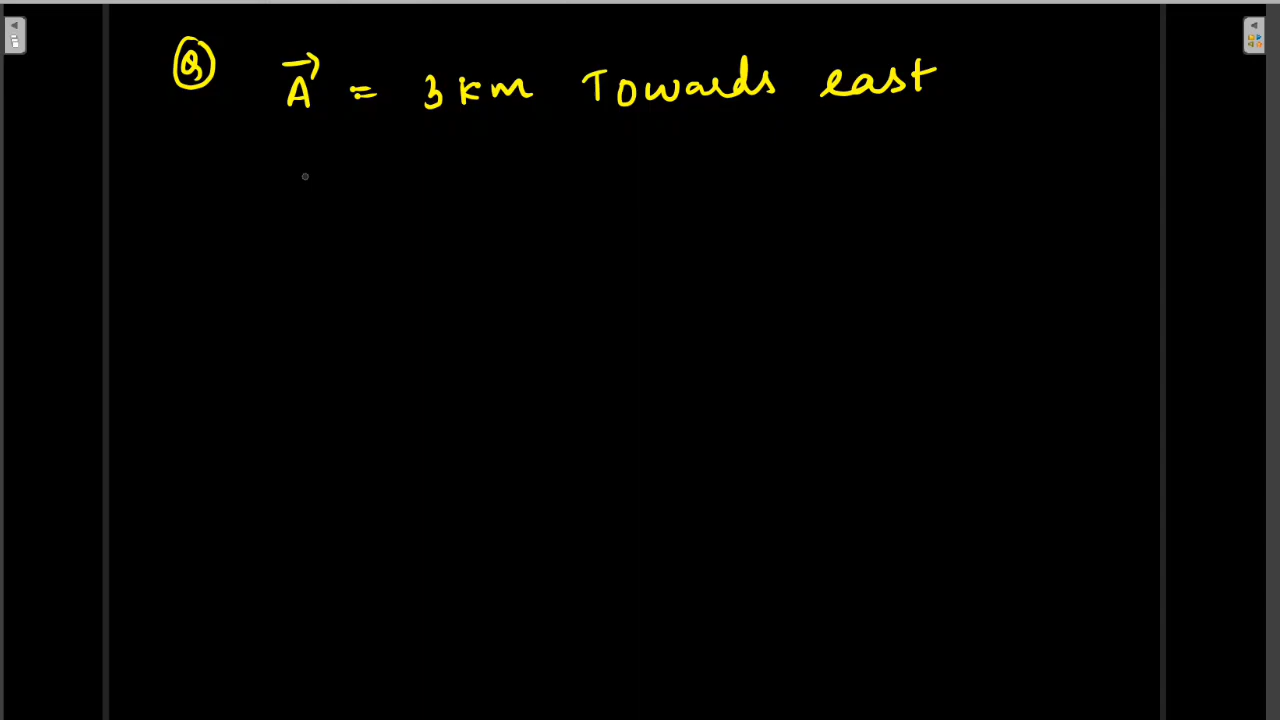 Q A⃗ = 3 km Towards east